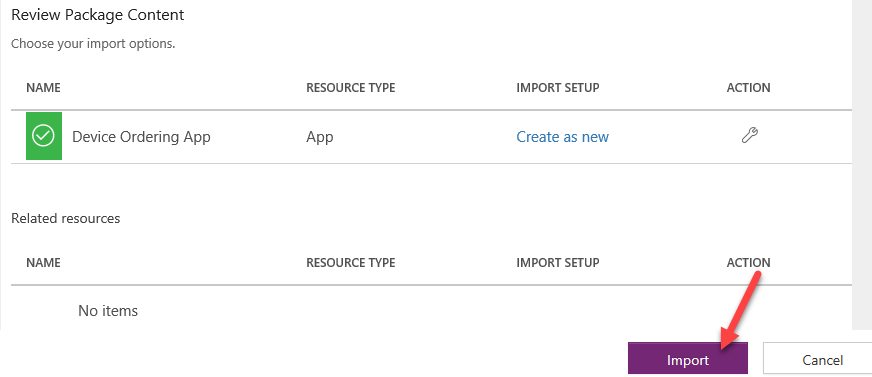 Review Package Content
Choose your import options.
NAME RESOURCE TYPE IMPORT SETUP ACTION
Device Ordering App App Create as new
Related resources
NAME RESOURCE TYPE IMPORT SETUP ACTION
No items
Import Cancel